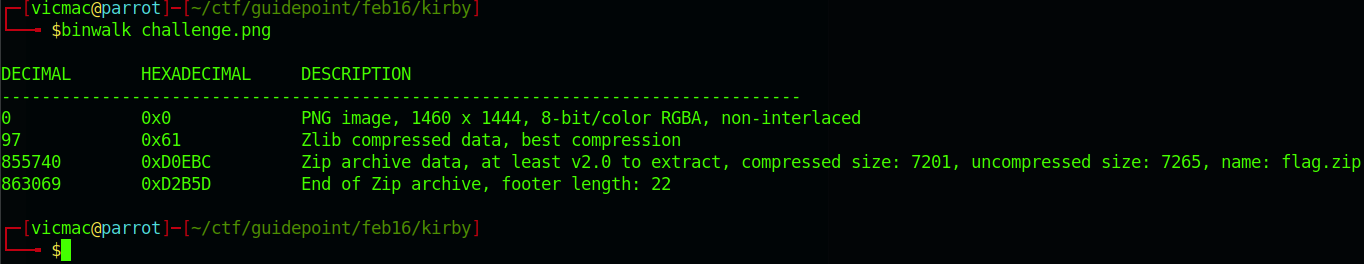 ┌─[vicmac@parrot]─[~/ctf/guidepoint/feb16/kirby]
└──╼ $binwalk challenge.png
DECIMAL       HEXADECIMAL     DESCRIPTION
--------------------------------------------------------------------------------
0             0x0             PNG image, 1460 x 1444, 8-bit/color RGBA, non-interlaced
97            0x61            Zlib compressed data, best compression
855740        0xD0EBC         Zip archive data, at least v2.0 to extract, compressed size: 7201, uncompressed size: 7265, name: flag.zip
863069        0xD2B5D         End of Zip archive, footer length: 22
┌─[vicmac@parrot]─[~/ctf/guidepoint/feb16/kirby]
└──╼ $